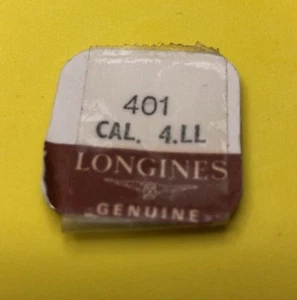 401
CAL. 4.LL
LONGINES
GENUINE